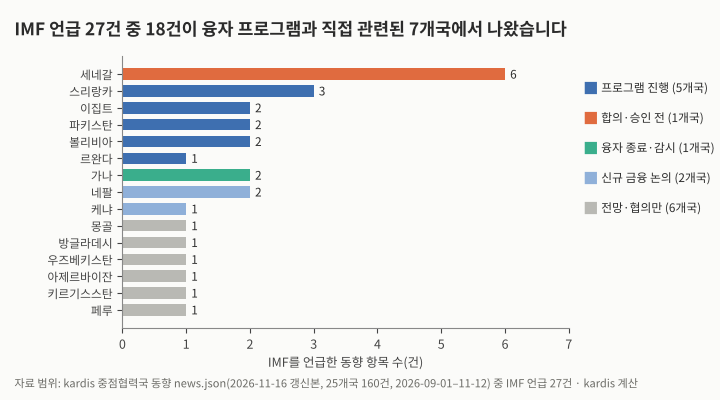 IMF 언급 27건 중 18건이 융자 프로그램과 직접 관련된 7개국에서 나왔습니다
세네갈 6
스리랑카 3
이집트 2
파키스탄 2
볼리비아 2
르완다 1
가나 2
네팔 2
케냐 1
몽골 1
방글라데시 1
우즈베키스탄 1
아제르바이잔 1
키르기스스탄 1
페루 1
0 1 2 3 4 5 6 7
IMF를 언급한 동향 항목 수(건)
프로그램 진행 (5개국)
합의·승인 전 (1개국)
융자 종료·감시 (1개국)
신규 금융 논의 (2개국)
전망·협의만 (6개국)
자료 범위: kardis 중점협력국 동향 news.json(2026-11-16 갱신본, 25개국 160건, 2026-09-01–11-12) 중 IMF 언급 27건 · kardis 계산